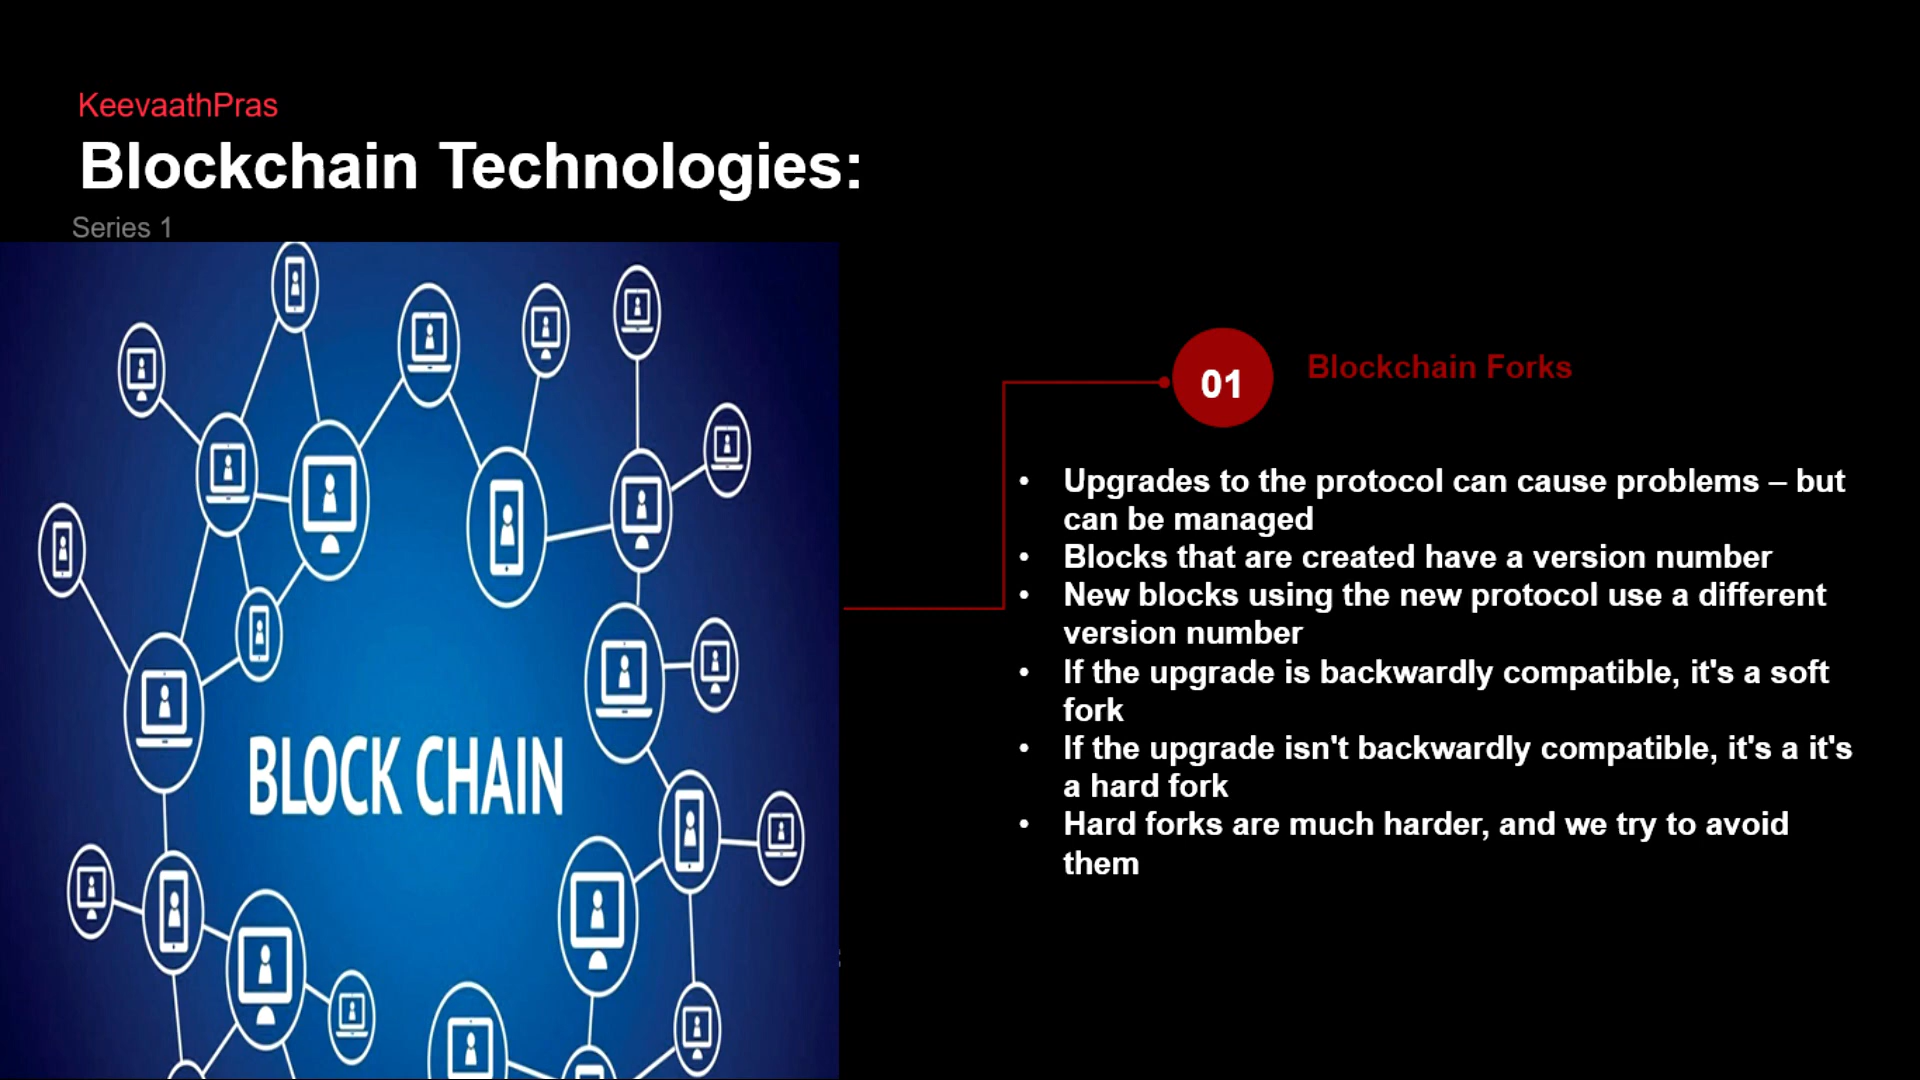 KeevaathPras
Blockchain Technologies:
Series 1
BLOCK CHAIN
01
Blockchain Forks
• Upgrades to the protocol can cause problems – but
can be managed
• Blocks that are created have a version number
• New blocks using the new protocol use a different
version number
• If the upgrade is backwardly compatible, it's a soft
fork
• If the upgrade isn't backwardly compatible, it's a it's
a hard fork
• Hard forks are much harder, and we try to avoid
them